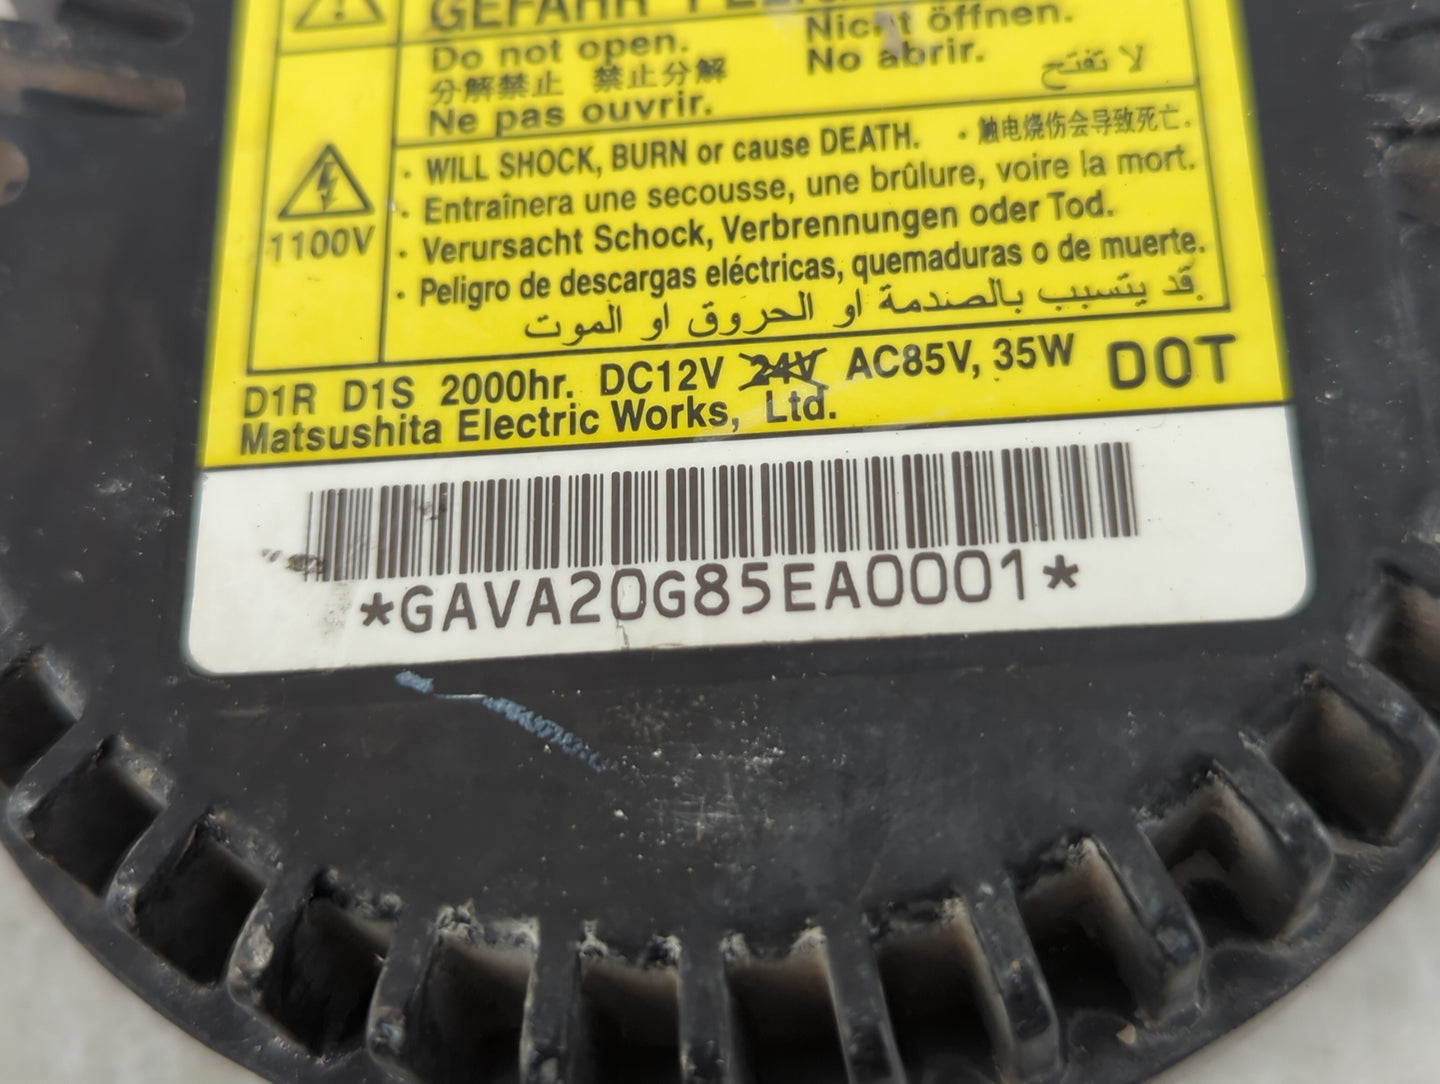 GEFAHR
Do not open.
Nicht öffnen.
分解禁止 禁止分解
No abrir.
لا تفتح
Ne pas ouvrir.
1100V
· WILL SHOCK, BURN or cause DEATH. · 触电烧伤会导致死亡.
· Entraînera une secousse, une brûlure, voire la mort.
· Verursacht Schock, Verbrennungen oder Tod.
· Peligro de descargas eléctricas, quemaduras o de muerte.
قد يتسبب بالصندمة او الحروق او الموت.
D1R D1S 2000hr. DC12V 24V AC85V, 35W DOT
Matsushita Electric Works, Ltd.
*GAVA20G85EA0001*